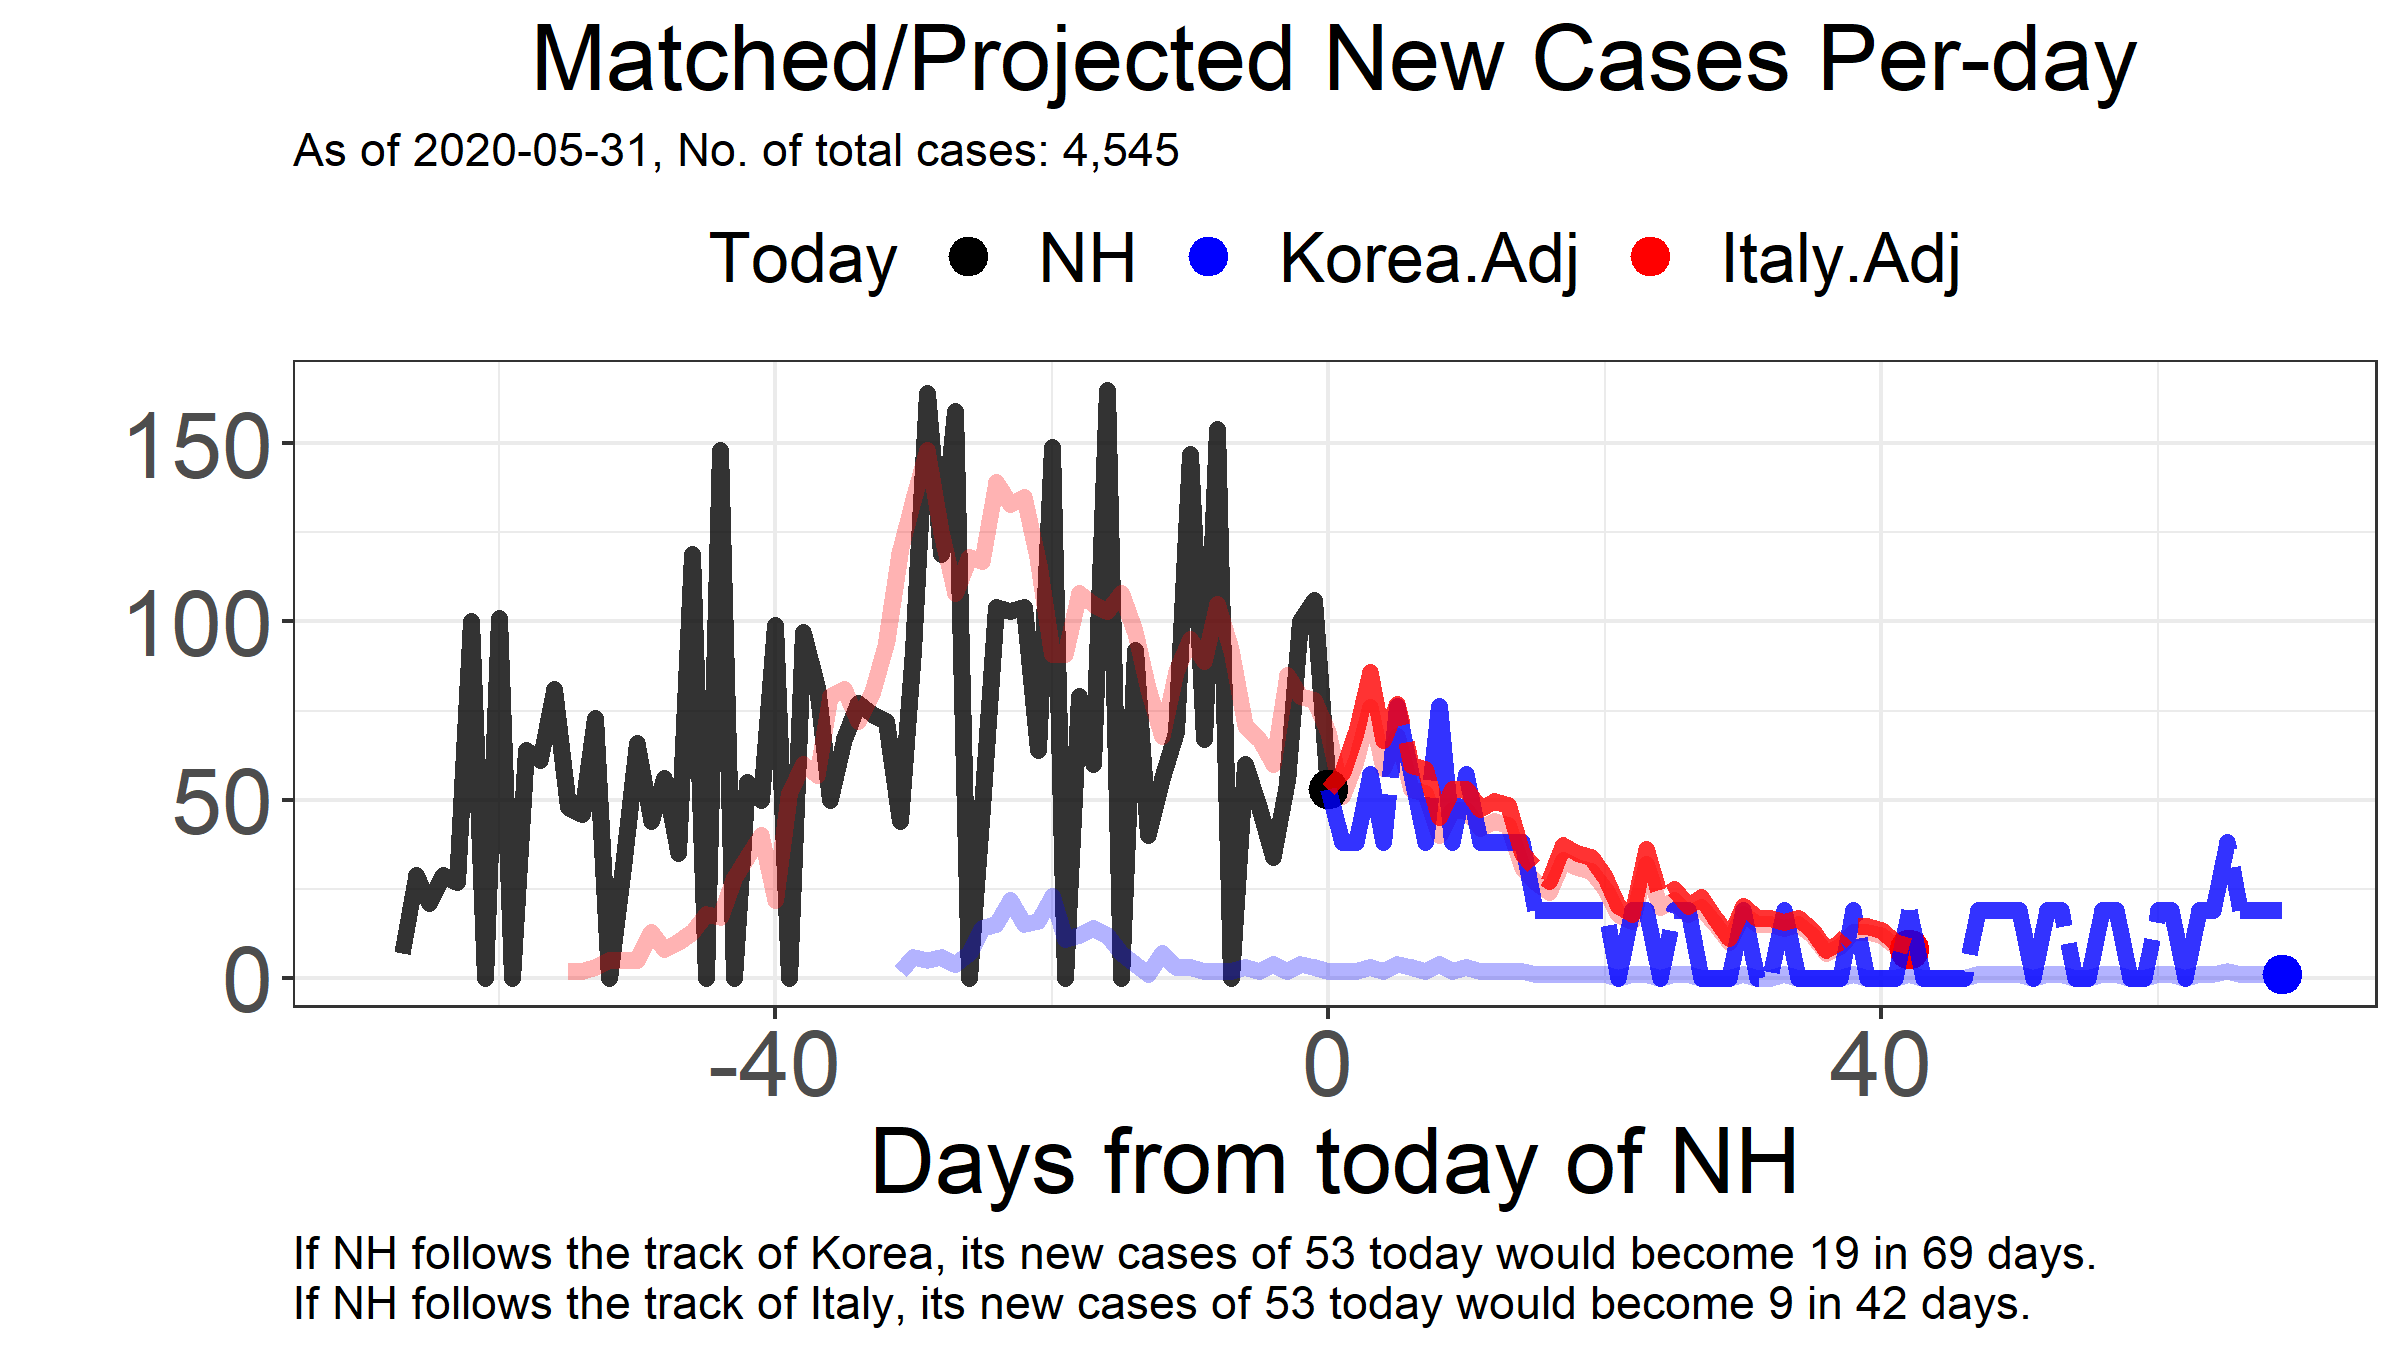 Matched/Projected New Cases Per-day
As of 2020-05-31, No. of total cases: 4,545
Today NH Korea.Adj Italy.Adj
150
100
50
0
-40 0 40
Days from today of NH
If NH follows the track of Korea, its new cases of 53 today would become 19 in 69 days.
If NH follows the track of Italy, its new cases of 53 today would become 9 in 42 days.